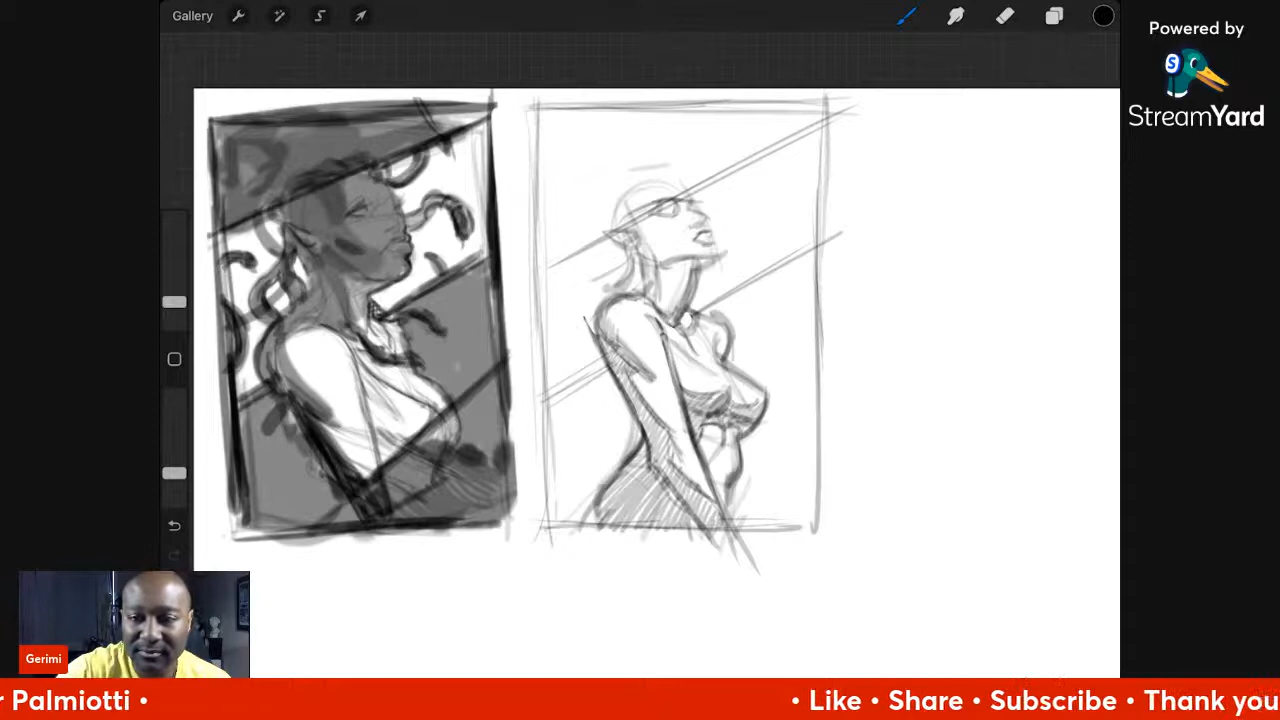 Gallery
Powered by
S
StreamYard
Gerimi
r Palmiotti • • Like • Share • Subscribe • Thank you